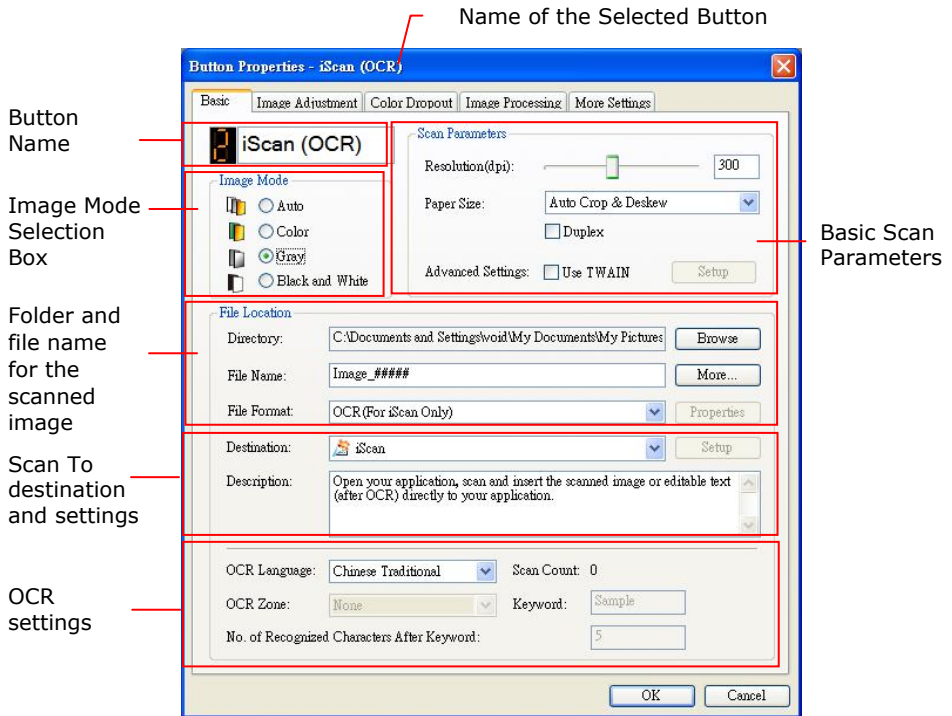 Name of the Selected Button
Button Properties - iScan (OCR)
Basic Image Adjustment Color Dropout Image Processing More Settings
Button
Name
2 iScan (OCR)
Image Mode
Auto
Color
Gray
Black and White
Image Mode
Selection
Box
Scan Parameters
Resolution(dpi): 300
Paper Size: Auto Crop & Deskew
Duplex
Advanced Settings: Use TWAIN Setup
Basic Scan
Parameters
Folder and
file name
for the
scanned
image
File Location
Directory: C:\Documents and Settings\void\My Documents\My Pictures Browse
File Name: Image_##### More...
File Format: OCR(For iScan Only) Properties
Scan To
destination
and settings
Destination: iScan Setup
Description: Open your application, scan and insert the scanned image or editable text
(after OCR) directly to your application.
OCR
settings
OCR Language: Chinese Traditional Scan Count: 0
OCR Zone: None Keyword: Sample
No. of Recognized Characters After Keyword: 5
OK Cancel